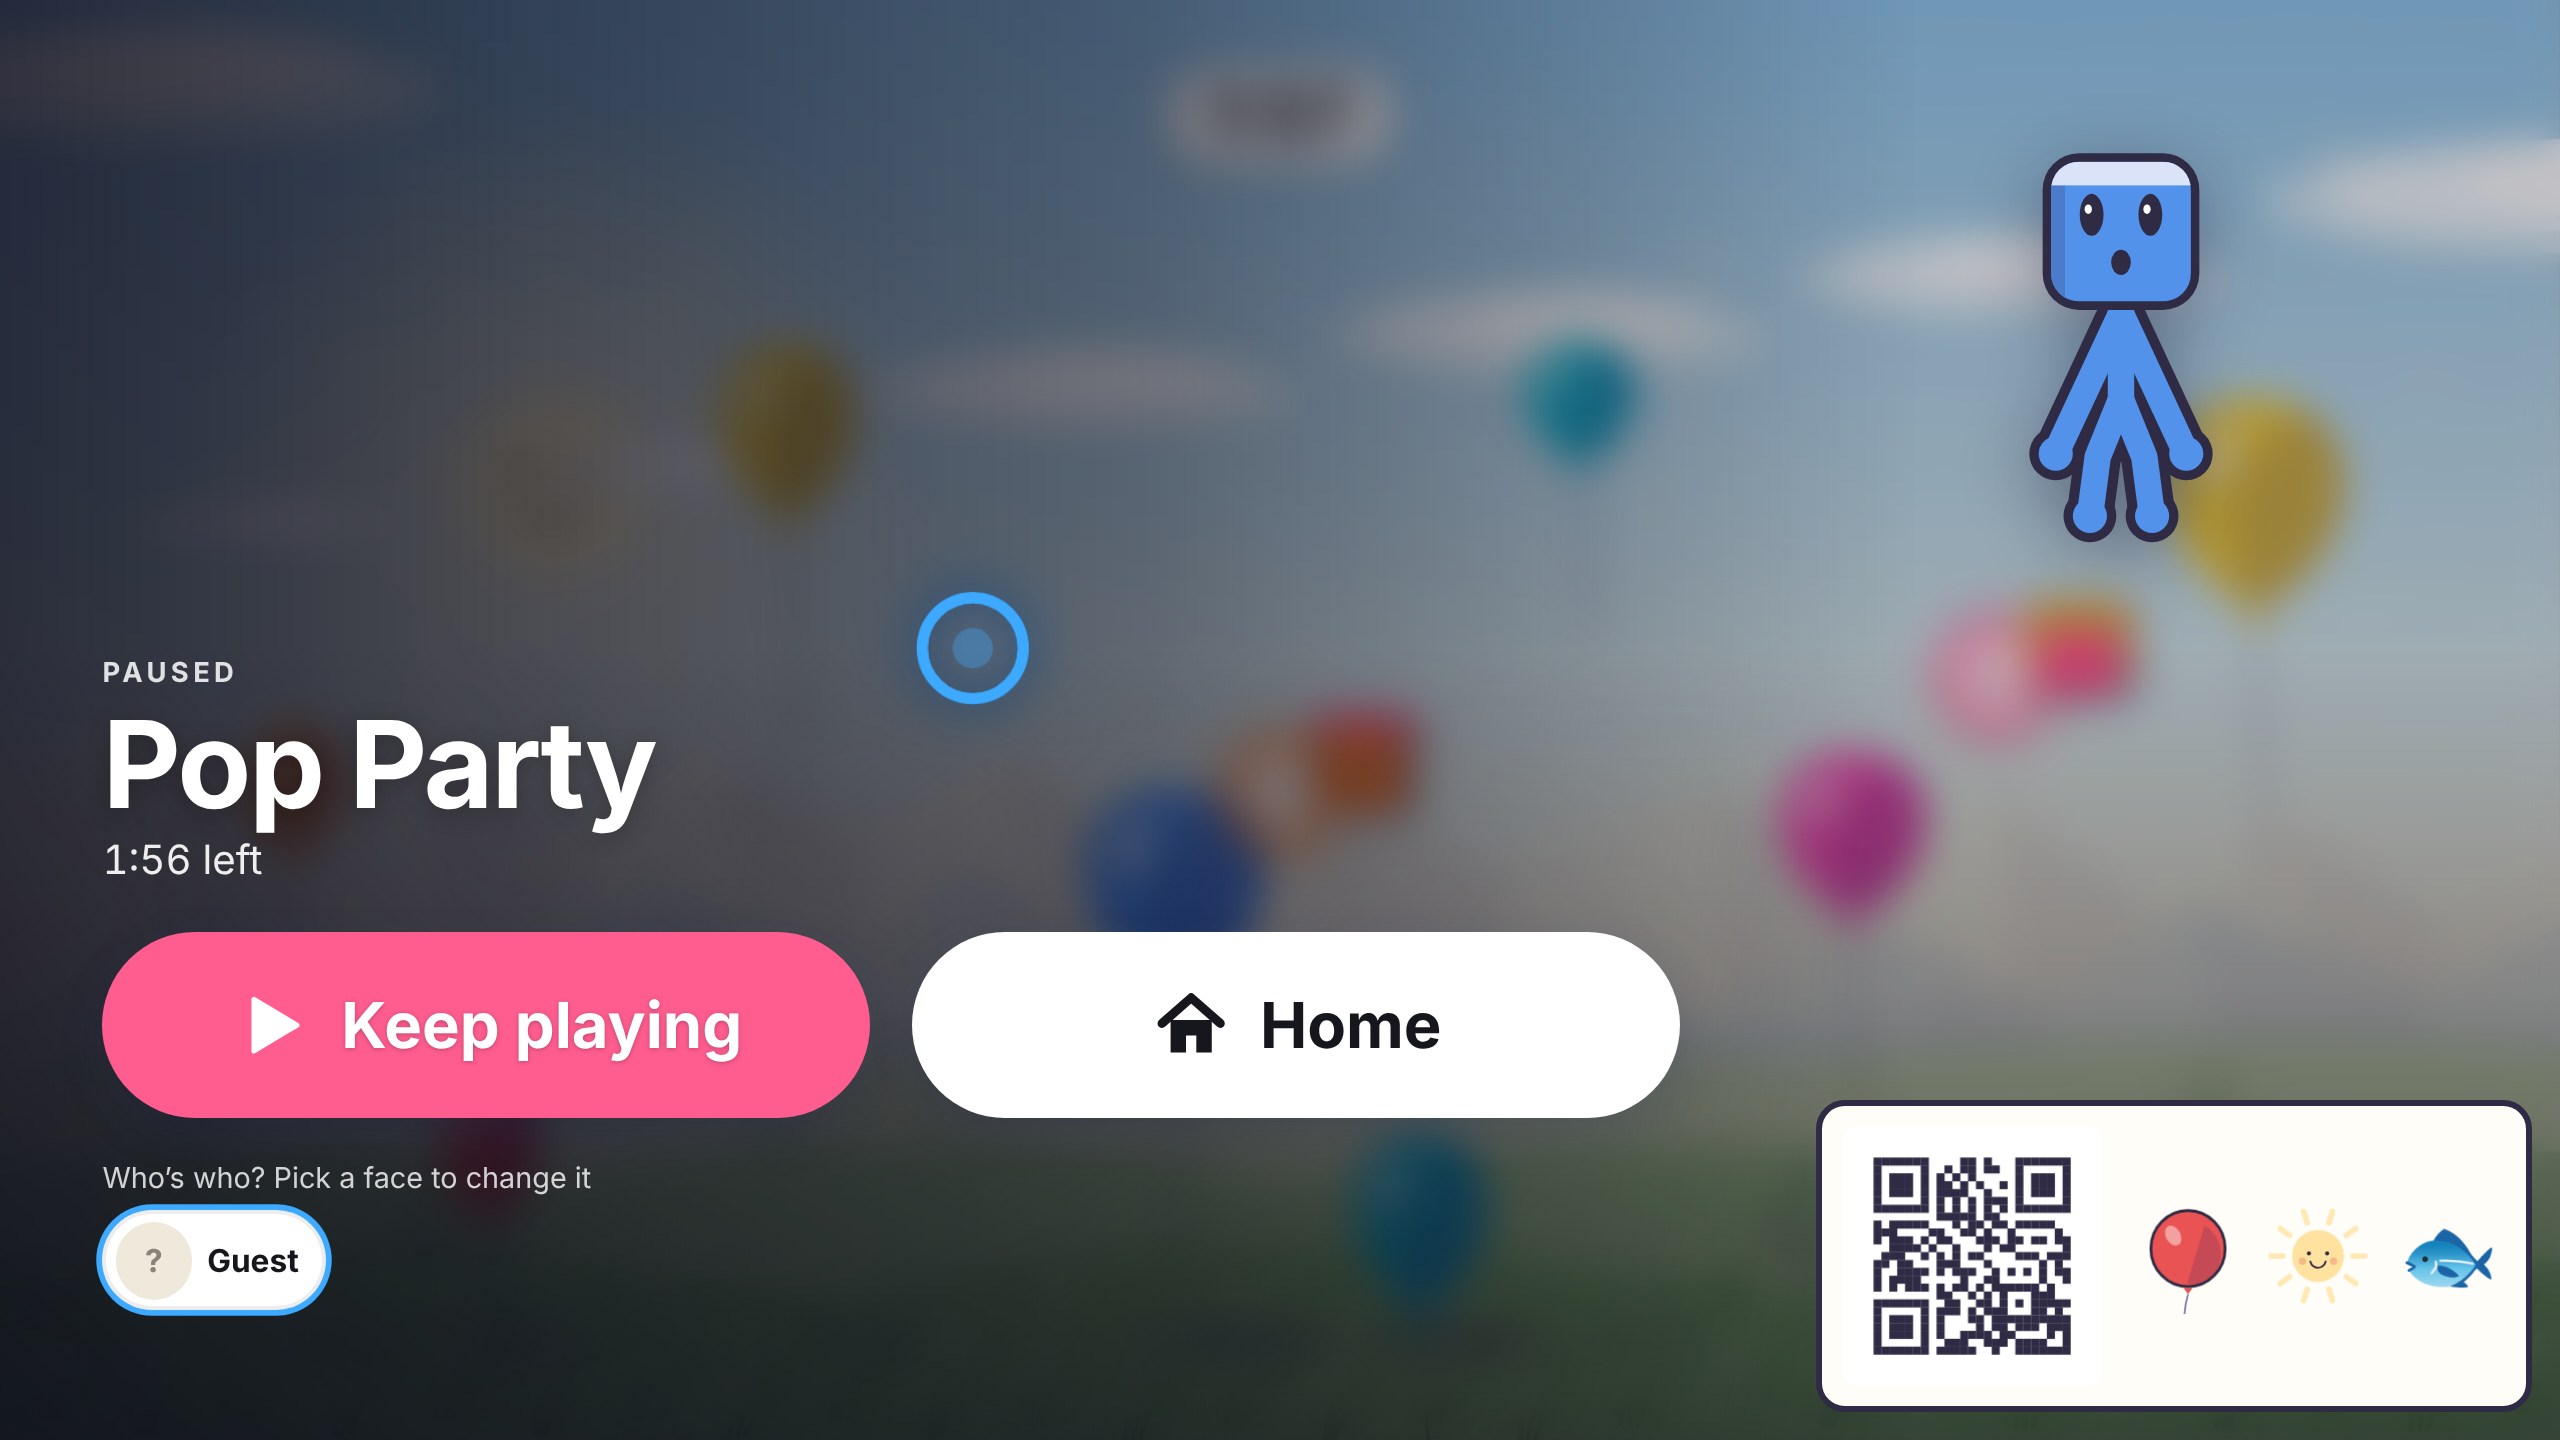 PAUSED
Pop Party
1:56 left
Keep playing
Home
Who’s who? Pick a face to change it
?
Guest